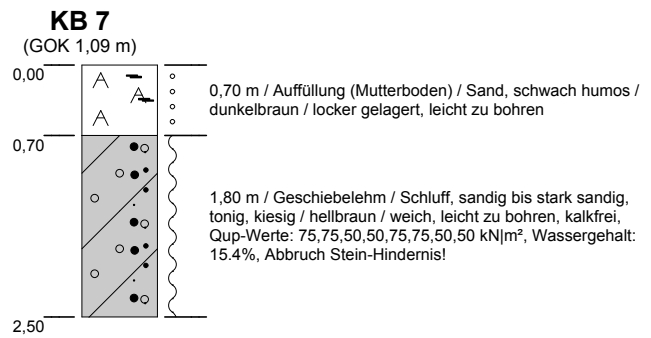 KB 7
(GOK 1,09 m)
0,00
0,70 m / Auffüllung (Mutterboden) / Sand, schwach humos /
dunkelbraun / locker gelagert, leicht zu bohren
0,70
1,80 m / Geschiebelehm / Schluff, sandig bis stark sandig,
tonig, kiesig / hellbraun / weich, leicht zu bohren, kalkfrei,
Qup-Werte: 75,75,50,50,75,75,50,50 kN|m², Wassergehalt:
15.4%, Abbruch Stein-Hindernis!
2,50